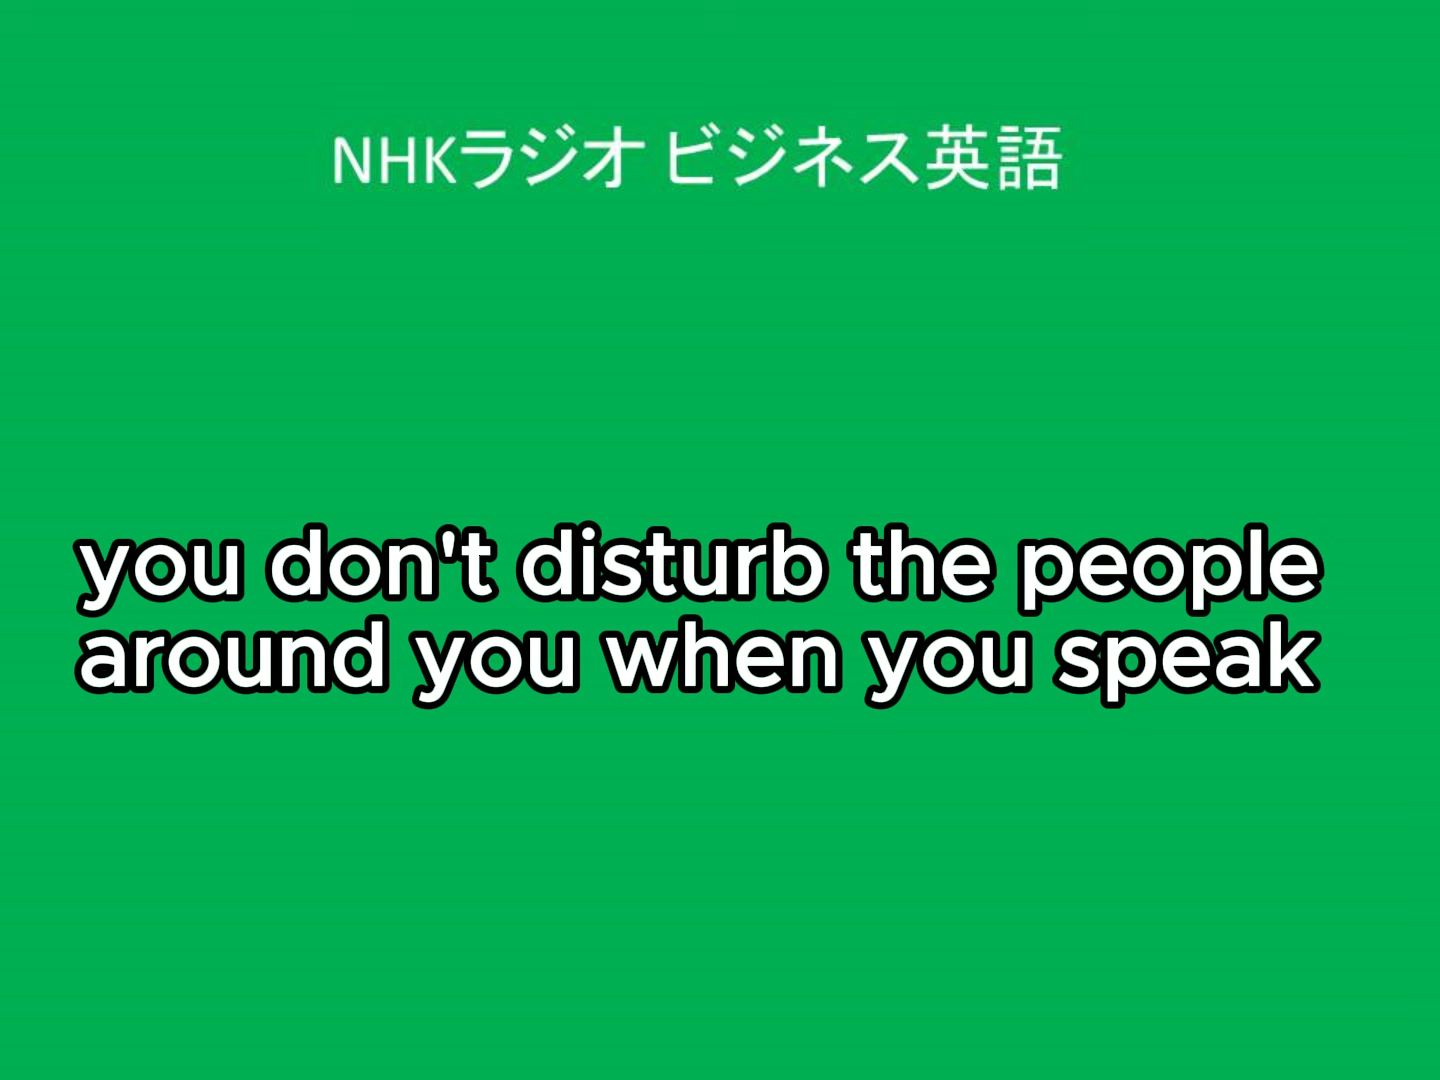 NHKラジオ ビジネス英語
you don't disturb the people
around you when you speak